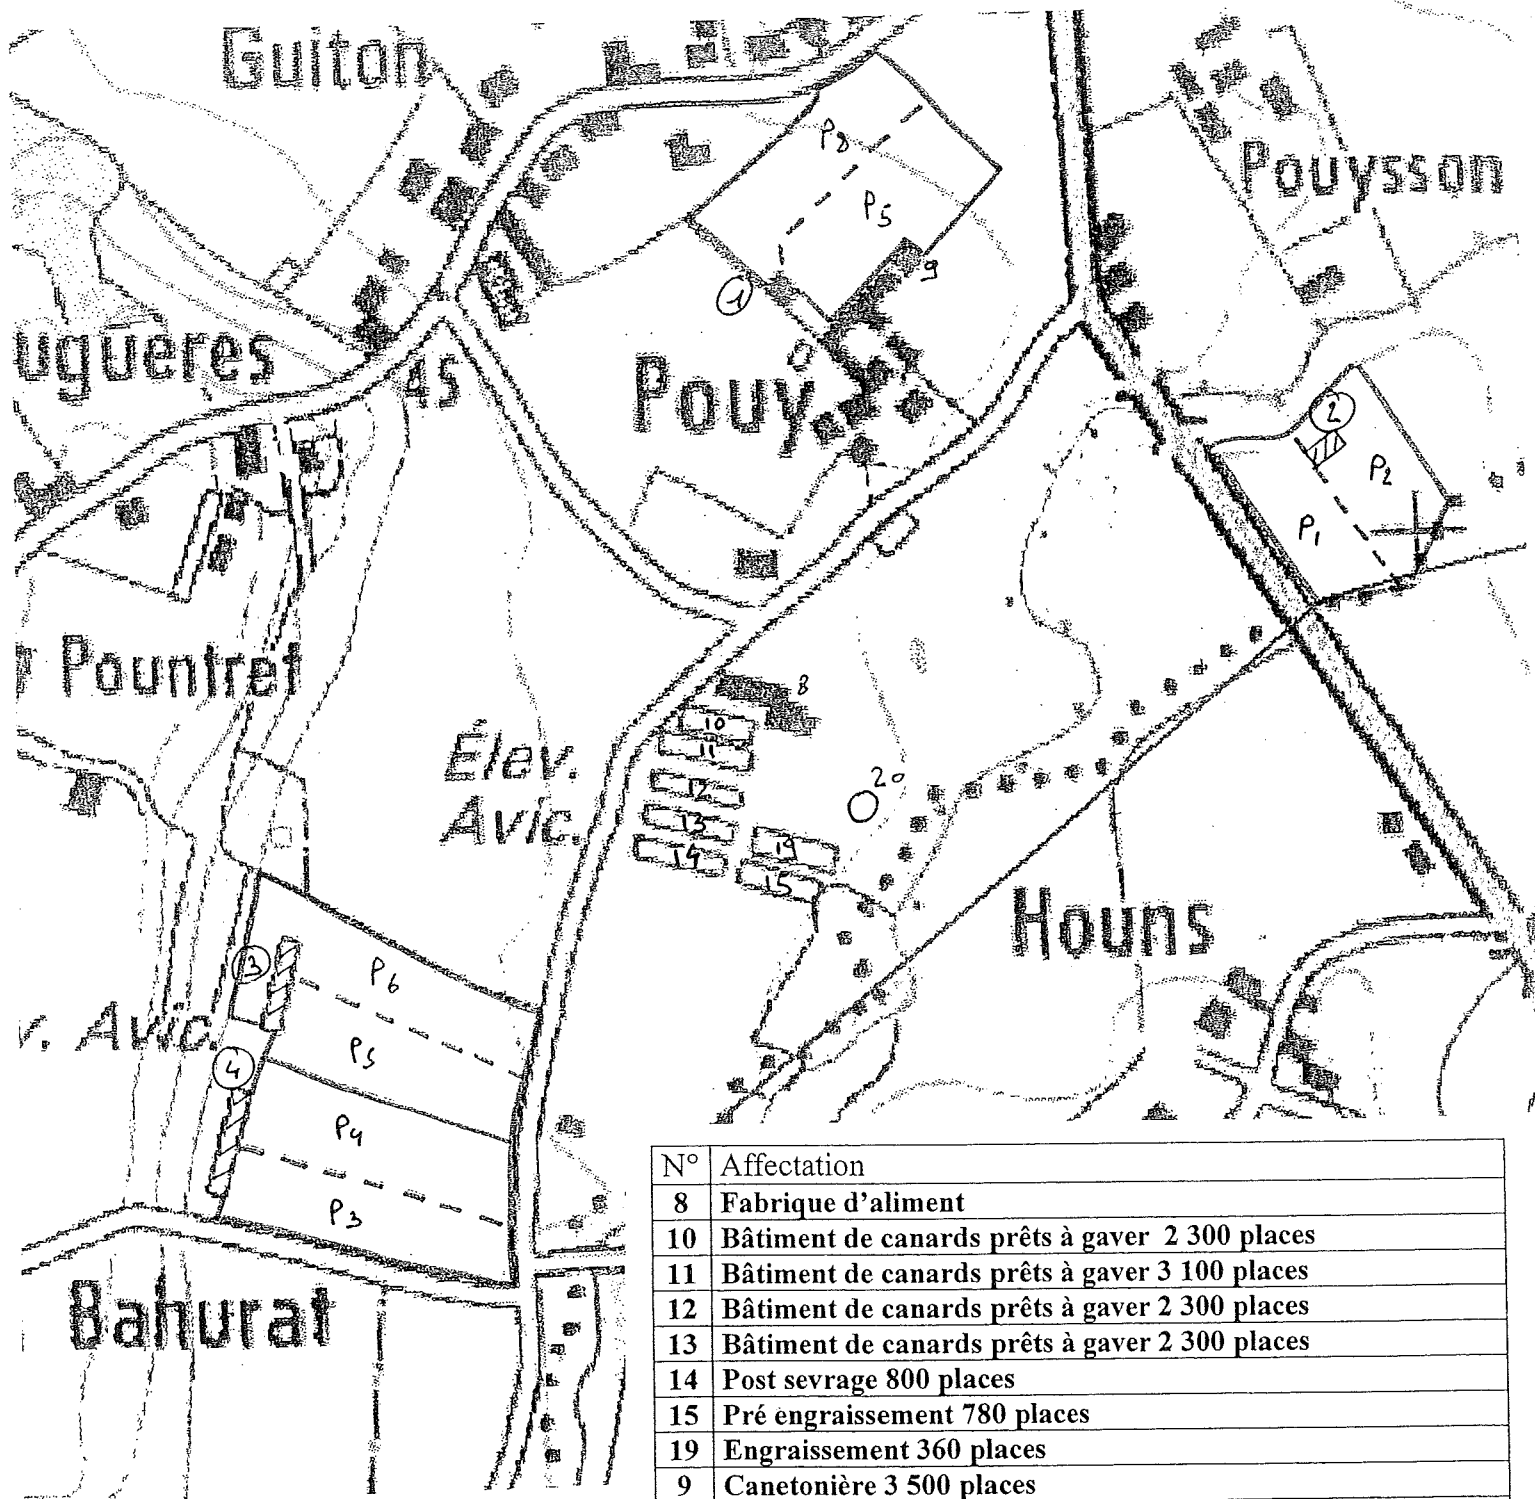 Guiton
P8
Pouysson
P5
9
1
ugueres
45
Pouy
2
P2
P1
Pountret
8
10
11
Élev.
Avic.
12
13
14
19
15
20
Houns
3
P6
v. Avic.
P5
4
P4
P3
Bahurat
N° Affectation
8 Fabrique d'aliment
10 Bâtiment de canards prêts à gaver 2 300 places
11 Bâtiment de canards prêts à gaver 3 100 places
12 Bâtiment de canards prêts à gaver 2 300 places
13 Bâtiment de canards prêts à gaver 2 300 places
14 Post sevrage 800 places
15 Pré engraissement 780 places
19 Engraissement 360 places
9 Canetonière 3 500 places